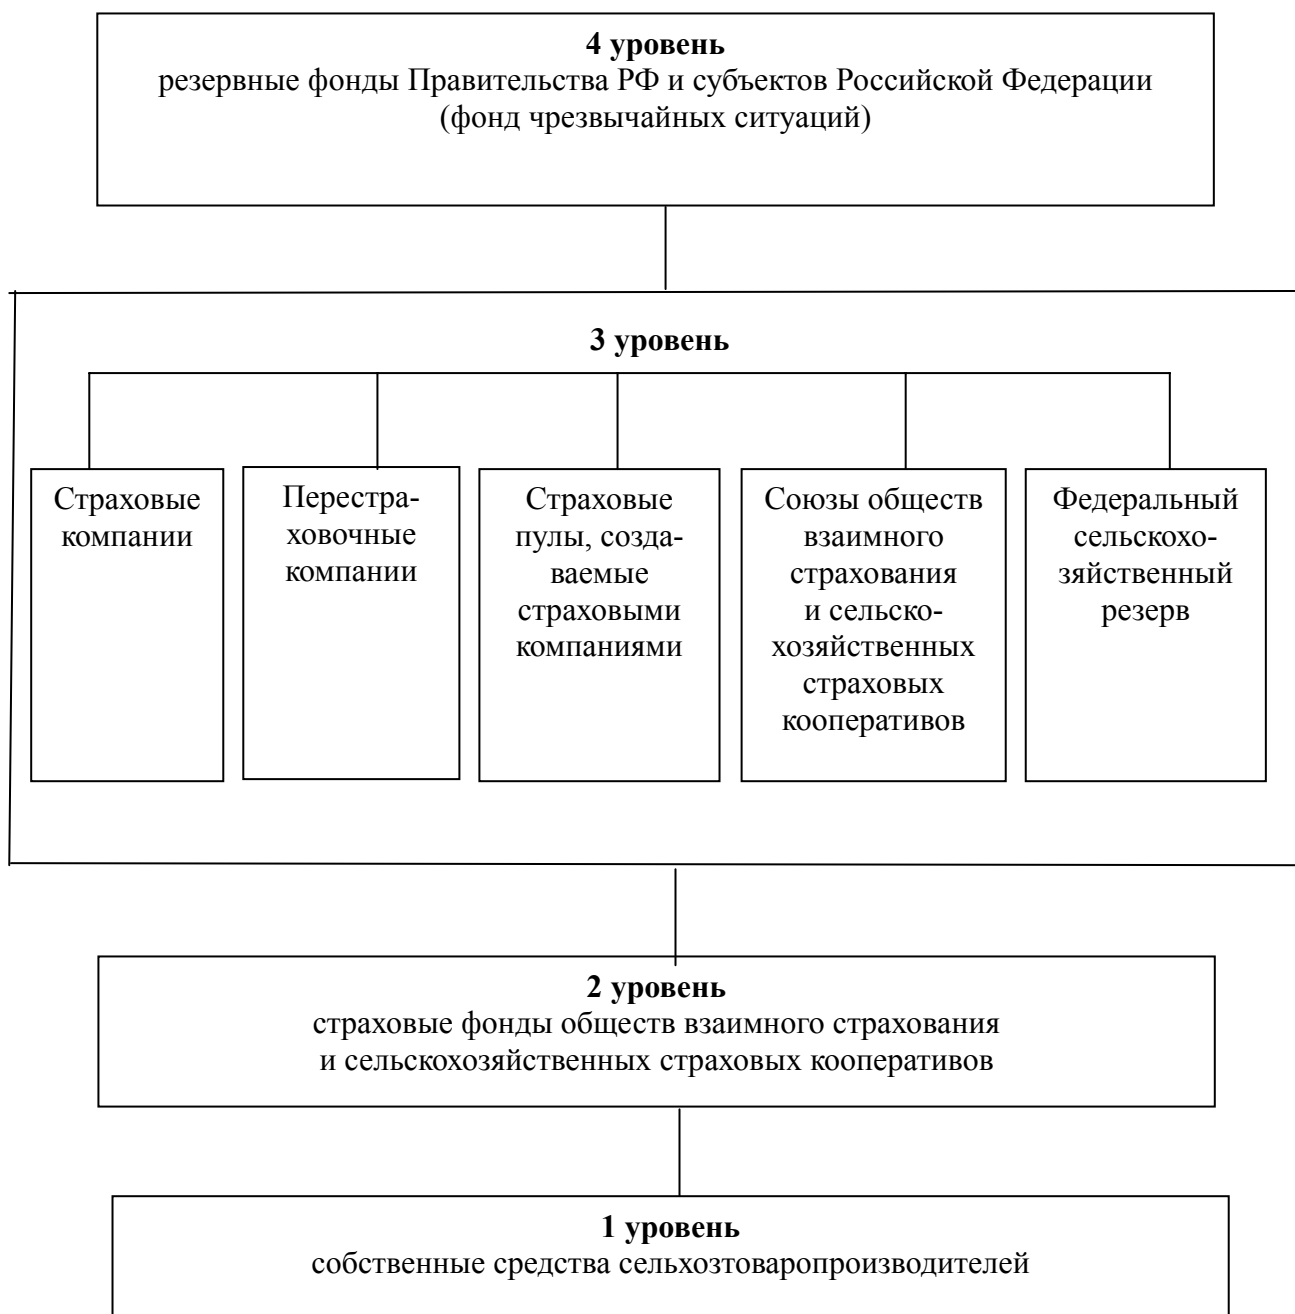 4 уровень
резервные фонды Правительства РФ и субъектов Российской Федерации
(фонд чрезвычайных ситуаций)
3 уровень
Страховые
компании
Перестра-
ховочные
компании
Страховые
пулы, созда-
ваемые
страховыми
компаниями
Союзы обществ
взаимного
страхования
и сельско-
хозяйственных
страховых
кооперативов
Федеральный
сельскохо-
зяйственный
резерв
2 уровень
страховые фонды обществ взаимного страхования
и сельскохозяйственных страховых кооперативов
1 уровень
собственные средства сельхозтоваропроизводителей